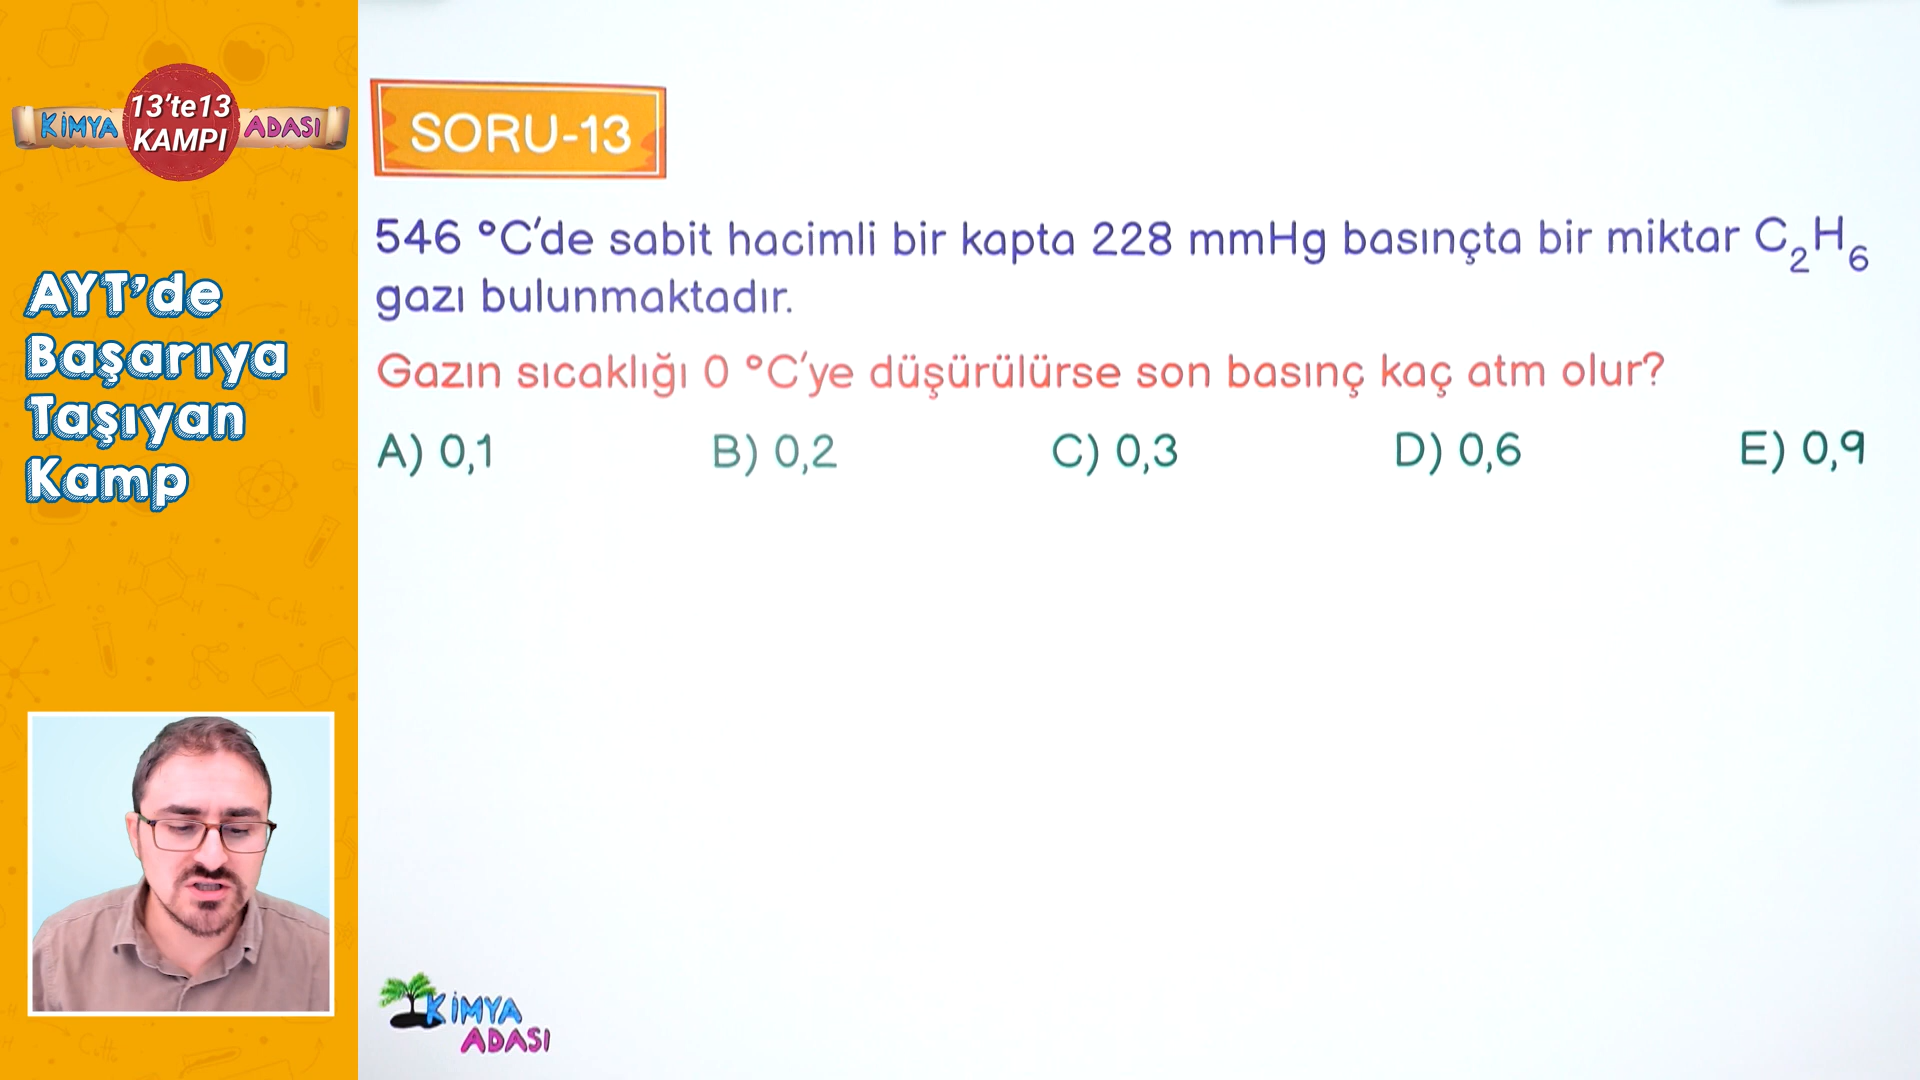 13'te13
KİMYA KAMPI ADASI
AYT'de
Başarıya
Taşıyan
Kamp
SORU-13
546 °C'de sabit hacimli bir kapta 228 mmHg basınçta bir miktar C₂H₆
gazı bulunmaktadır.
Gazın sıcaklığı 0 °C'ye düşürülürse son basınç kaç atm olur?
A) 0,1 B) 0,2 C) 0,3 D) 0,6 E) 0,9
KİMYA
ADASI